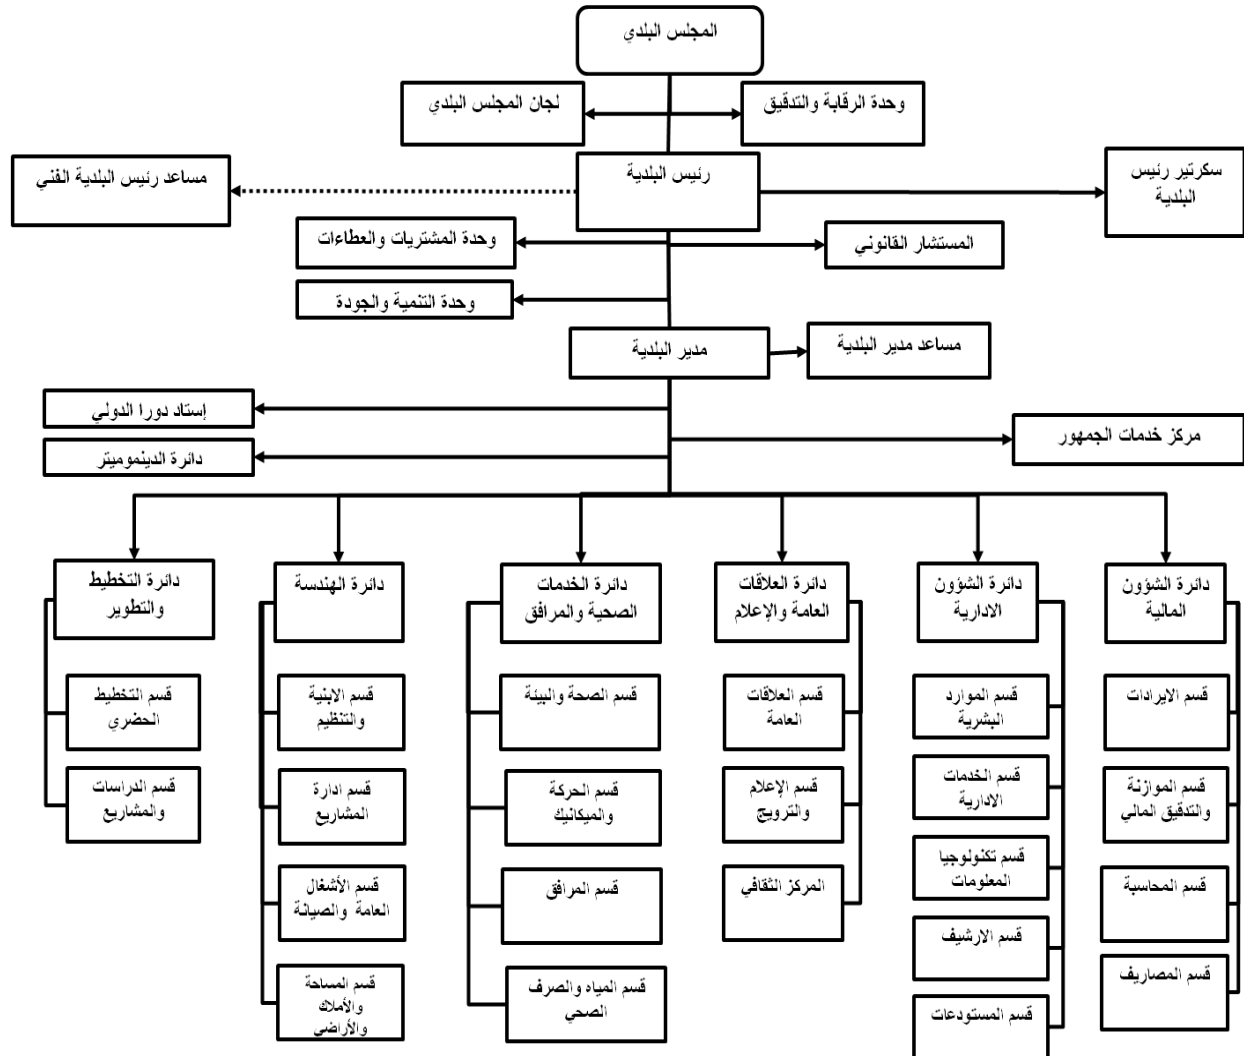 المجلس البلدي
وحدة الرقابة والتدقيق
لجان المجلس البلدي
سكرتير رئيس
البلدية
رئيس البلدية
مساعد رئيس البلدية الفني
المستشار القانوني
وحدة المشتريات والعطاءات
وحدة التنمية والجودة
مدير البلدية
مساعد مدير البلدية
إستاد دورا الدولي
مركز خدمات الجمهور
دائرة الدينموميتر
دائرة الشؤون
المالية
قسم الايرادات
قسم الموازنة
والتدقيق المالي
قسم المحاسبة
قسم المصاريف
دائرة الشؤون
الادارية
قسم الموارد
البشرية
قسم الخدمات
الادارية
قسم تكنولوجيا
المعلومات
قسم الارشيف
قسم المستودعات
دائرة العلاقات
العامة والإعلام
قسم العلاقات
العامة
قسم الإعلام
والترويج
المركز الثقافي
دائرة الخدمات
الصحية والمرافق
قسم الصحة والبيئة
قسم الحركة
والميكانيك
قسم المرافق
قسم المياه والصرف
الصحي
دائرة الهندسة
قسم الابنية
والتنظيم
قسم ادارة
المشاريع
قسم الأشغال
العامة والصيانة
قسم المساحة
والأملاك
والأراضي
دائرة التخطيط
والتطوير
قسم التخطيط
الحضري
قسم الدراسات
والمشاريع